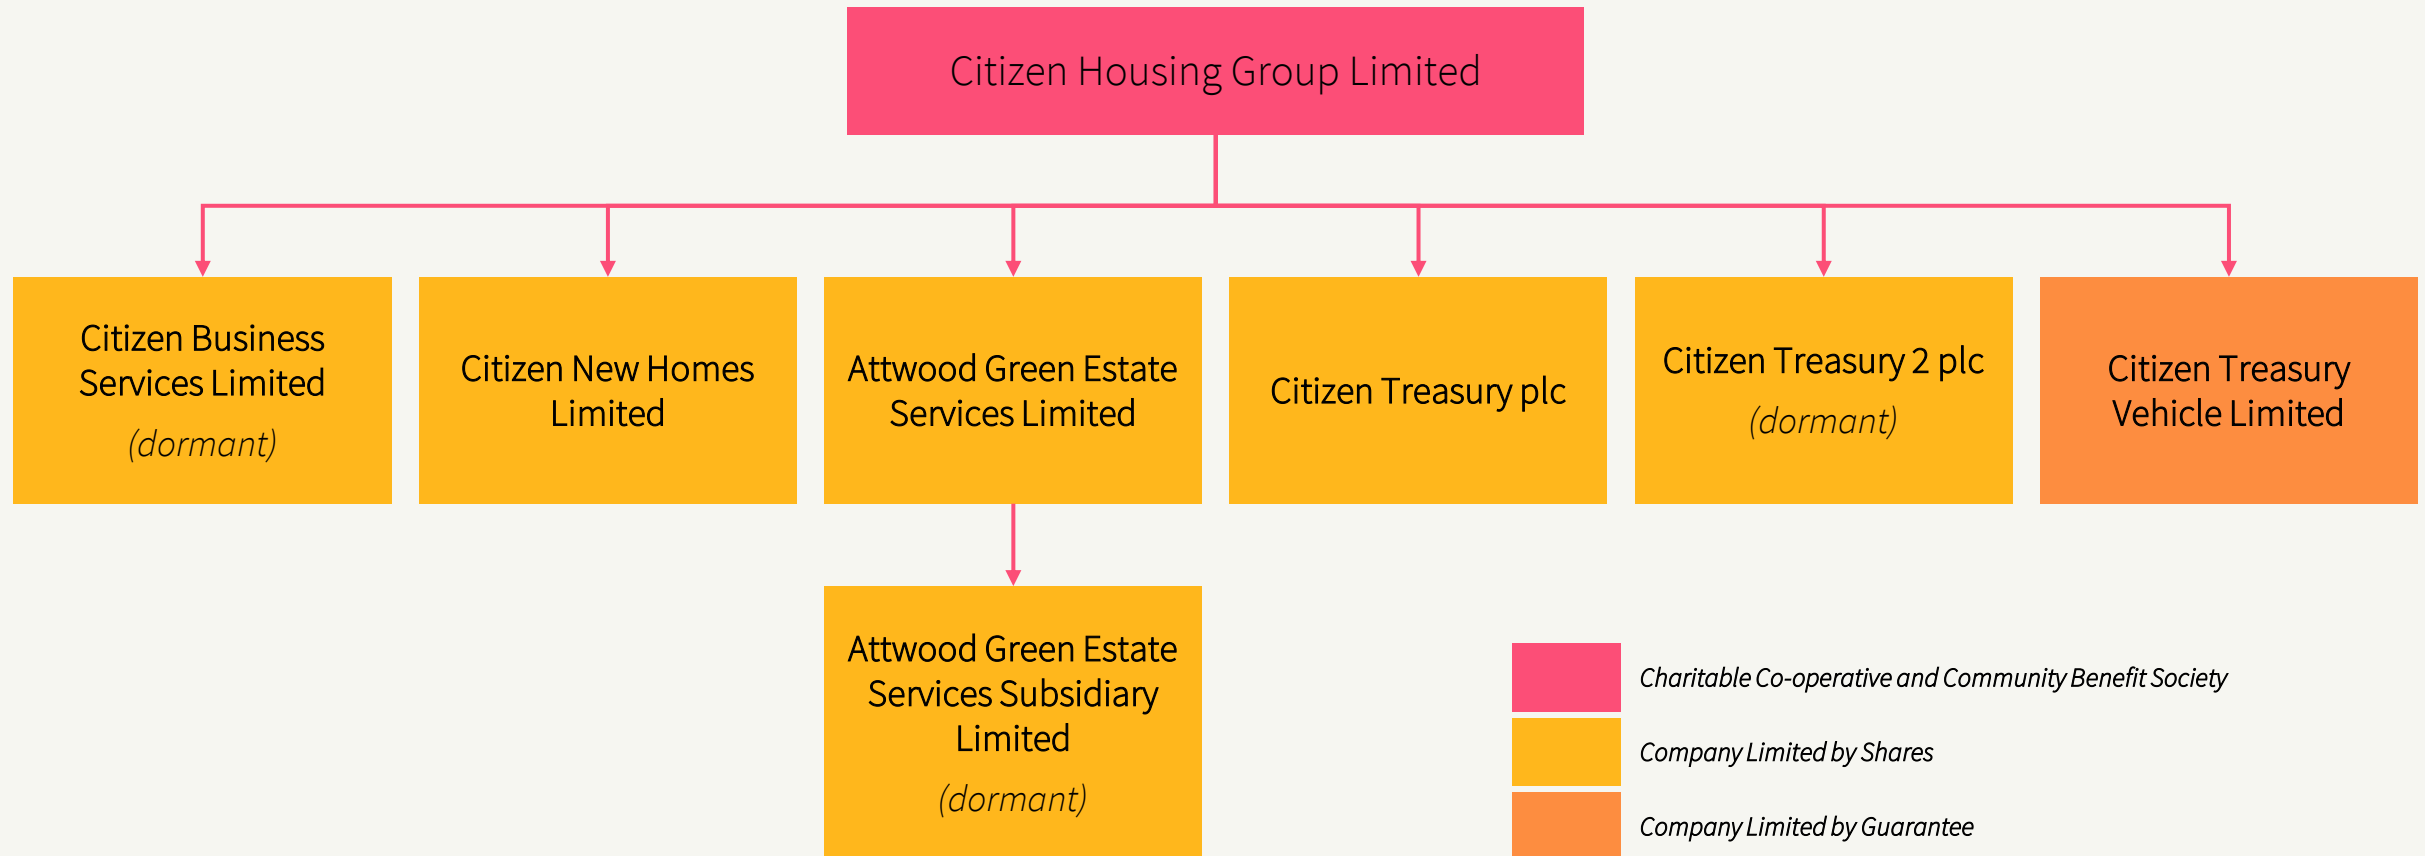 Citizen Housing Group Limited
Citizen Business
Services Limited
(dormant)
Citizen New Homes
Limited
Attwood Green Estate
Services Limited
Citizen Treasury plc
Citizen Treasury 2 plc
(dormant)
Citizen Treasury
Vehicle Limited
Attwood Green Estate
Services Subsidiary
Limited
(dormant)
Charitable Co-operative and Community Benefit Society
Company Limited by Shares
Company Limited by Guarantee